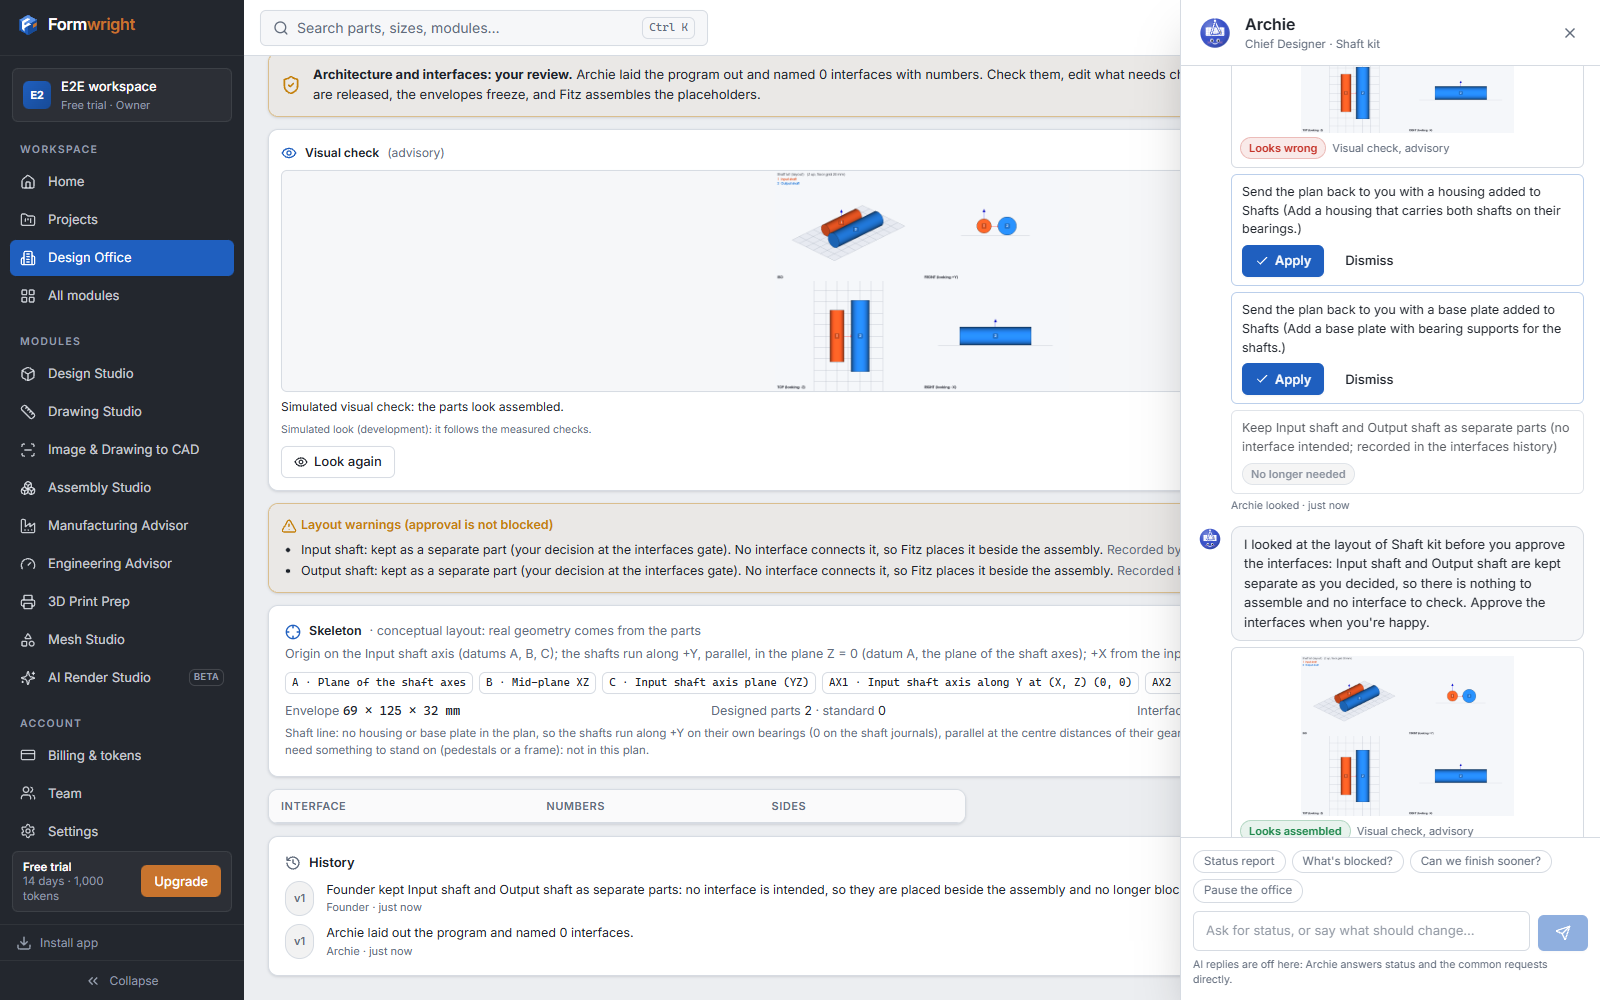 Formwright
E2
E2E workspace
Free trial · Owner
WORKSPACE
Home
Projects
Design Office
All modules
MODULES
Design Studio
Drawing Studio
Image & Drawing to CAD
Assembly Studio
Manufacturing Advisor
Engineering Advisor
3D Print Prep
Mesh Studio
AI Render Studio
BETA
ACCOUNT
Billing & tokens
Team
Settings
Free trial
14 days · 1,000
tokens
Upgrade
Install app
Collapse
Search parts, sizes, modules...
Ctrl K
Architecture and interfaces: your review. Archie laid the program out and named 0 interfaces with numbers. Check them, edit what needs
are released, the envelopes freeze, and Fitz assembles the placeholders.
Visual check (advisory)
Simulated visual check: the parts look assembled.
Simulated look (development): it follows the measured checks.
Look again
Layout warnings (approval is not blocked)
• Input shaft: kept as a separate part (your decision at the interfaces gate). No interface connects it, so Fitz places it beside the assembly. Recorded by
• Output shaft: kept as a separate part (your decision at the interfaces gate). No interface connects it, so Fitz places it beside the assembly. Recorded
Skeleton · conceptual layout: real geometry comes from the parts
Origin on the Input shaft axis (datums A, B, C); the shafts run along +Y, parallel, in the plane Z = 0 (datum A, the plane of the shaft axes); +X from the
A · Plane of the shaft axes
B · Mid-plane XZ
C · Input shaft axis plane (YZ)
AX1 · Input shaft axis along Y at (X, Z) (0, 0)
AX2
Envelope 69 × 125 × 32 mm
Designed parts 2 · standard 0
Shaft line: no housing or base plate in the plan, so the shafts run along +Y on their own bearings (0 on the shaft journals), parallel at the centre distances of their
need something to stand on (pedestals or a frame): not in this plan.
INTERFACE
NUMBERS
SIDES
History
v1
Founder kept Input shaft and Output shaft as separate parts: no interface is intended, so they are placed beside the assembly and no longer
Founder · just now
v1
Archie laid out the program and named 0 interfaces.
Archie · just now
Archie
Chief Designer · Shaft kit
Looks wrong
Visual check, advisory
Send the plan back to you with a housing added to
Shafts (Add a housing that carries both shafts on their
bearings.)
Apply
Dismiss
Send the plan back to you with a base plate added to
Shafts (Add a base plate with bearing supports for the
shafts.)
Apply
Dismiss
Keep Input shaft and Output shaft as separate parts (no
interface intended; recorded in the interfaces history)
No longer needed
Archie looked · just now
I looked at the layout of Shaft kit before you approve
the interfaces: Input shaft and Output shaft are kept
separate as you decided, so there is nothing to
assemble and no interface to check. Approve the
interfaces when you're happy.
Looks assembled
Visual check, advisory
Status report
What's blocked?
Can we finish sooner?
Pause the office
Ask for status, or say what should change...
AI replies are off here: Archie answers status and the common requests
directly.